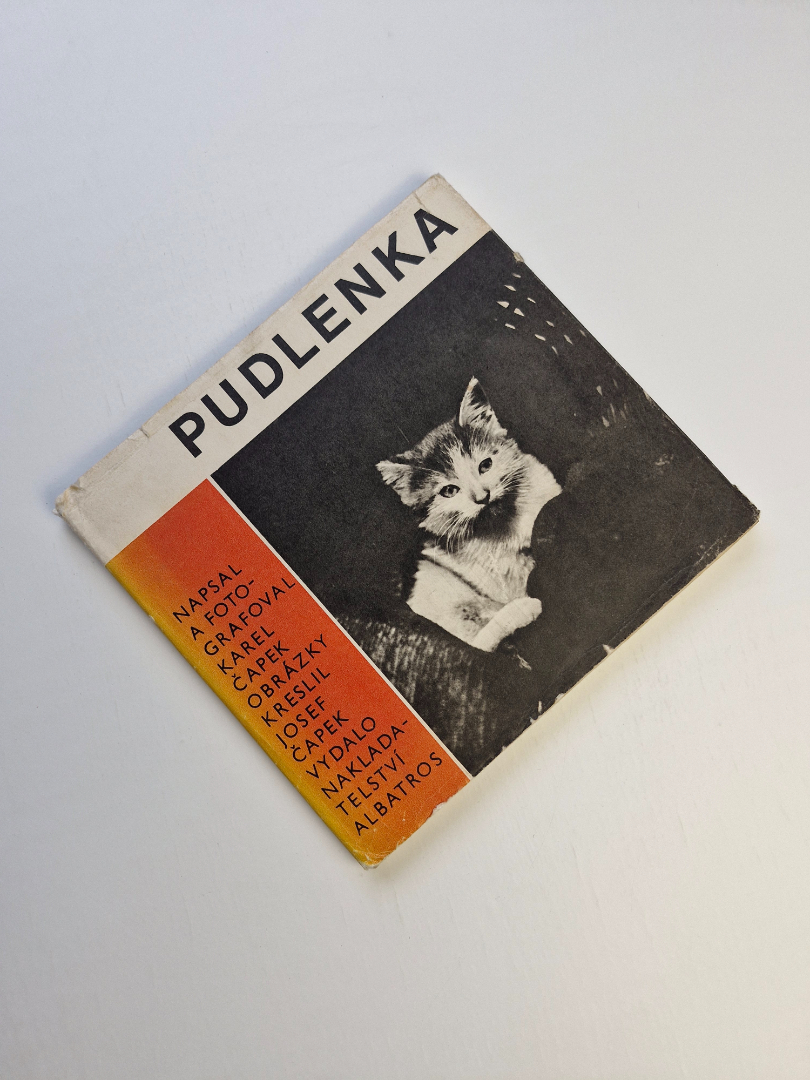 PUDLENKA
NAPSAL
A FOTO-
GRAFOVAL
KAREL
ČAPEK
OBRÁZKY
KRESLIL
JOSEF
ČAPEK
VYDALO
NAKLADA-
TELSTVÍ
ALBATROS